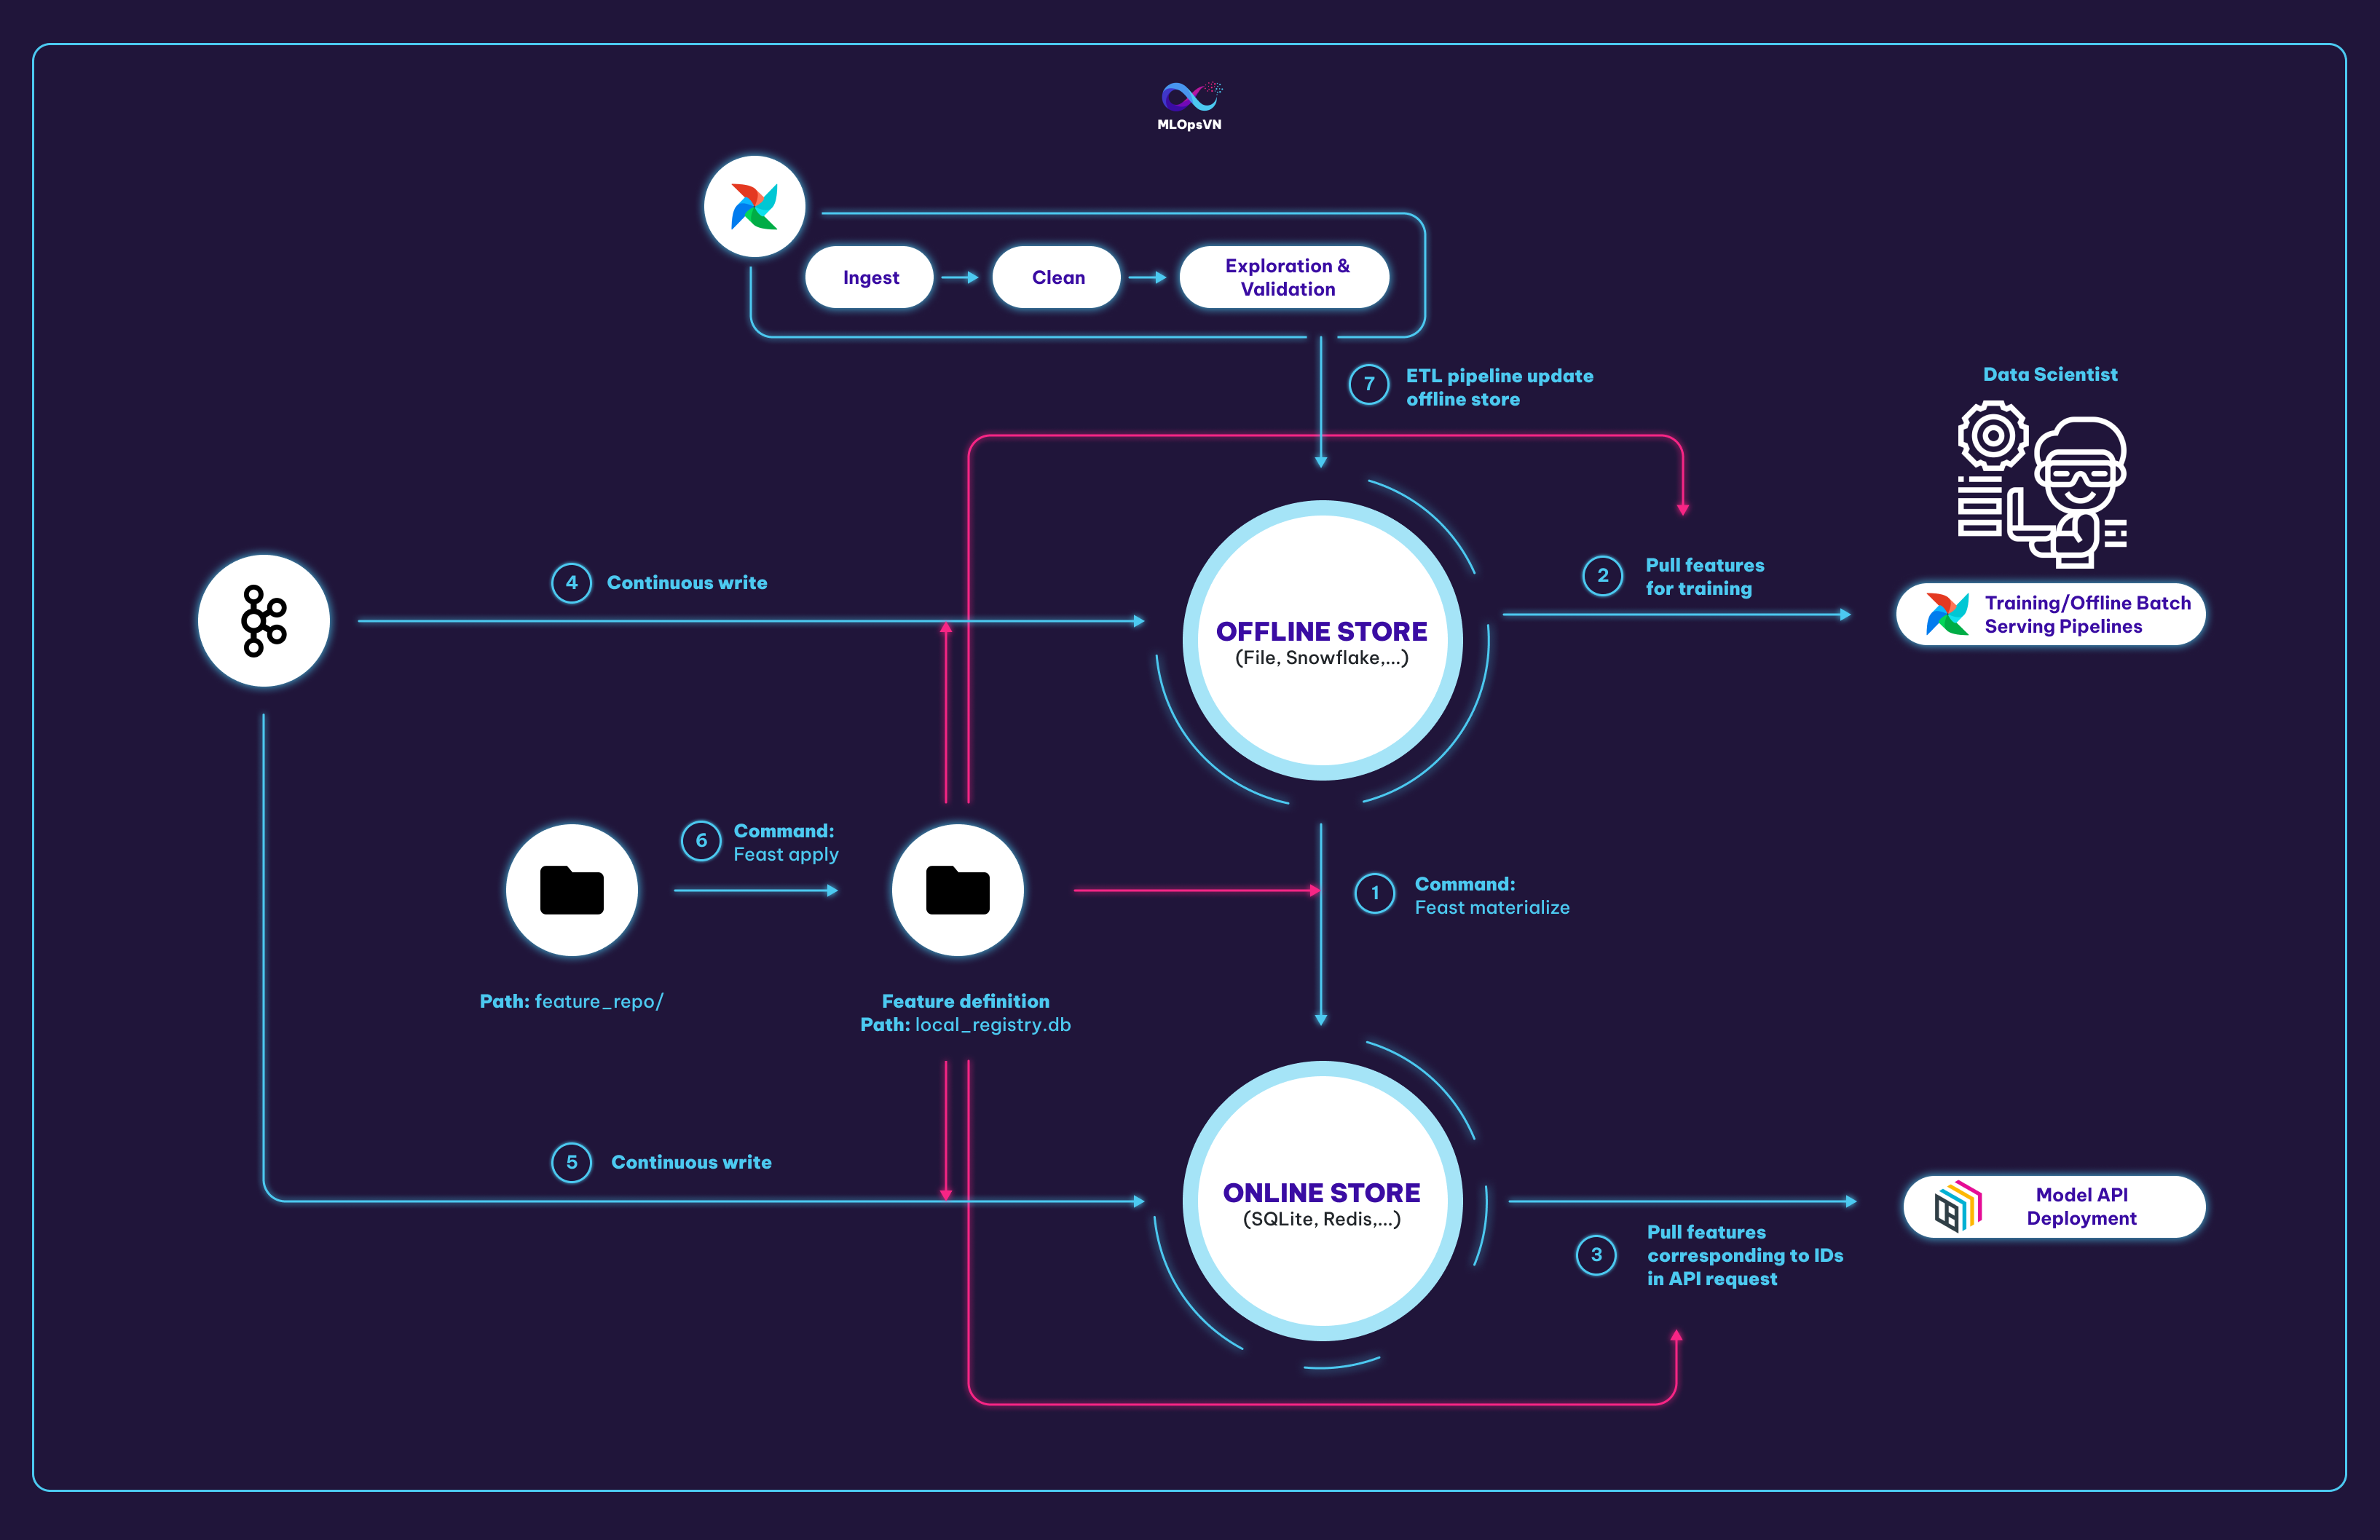 MLOpsVN
Ingest
Clean
Exploration &
Validation
7
ETL pipeline update
offline store
Data Scientist
4
Continuous write
2
Pull features
for training
OFFLINE STORE
(File, Snowflake,...)
Training/Offline Batch
Serving Pipelines
6
Command:
Feast apply
1
Command:
Feast materialize
Path: feature_repo/
Feature definition
Path: local_registry.db
5
Continuous write
ONLINE STORE
(SQLite, Redis,...)
Model API
Deployment
3
Pull features
corresponding to IDs
in API request